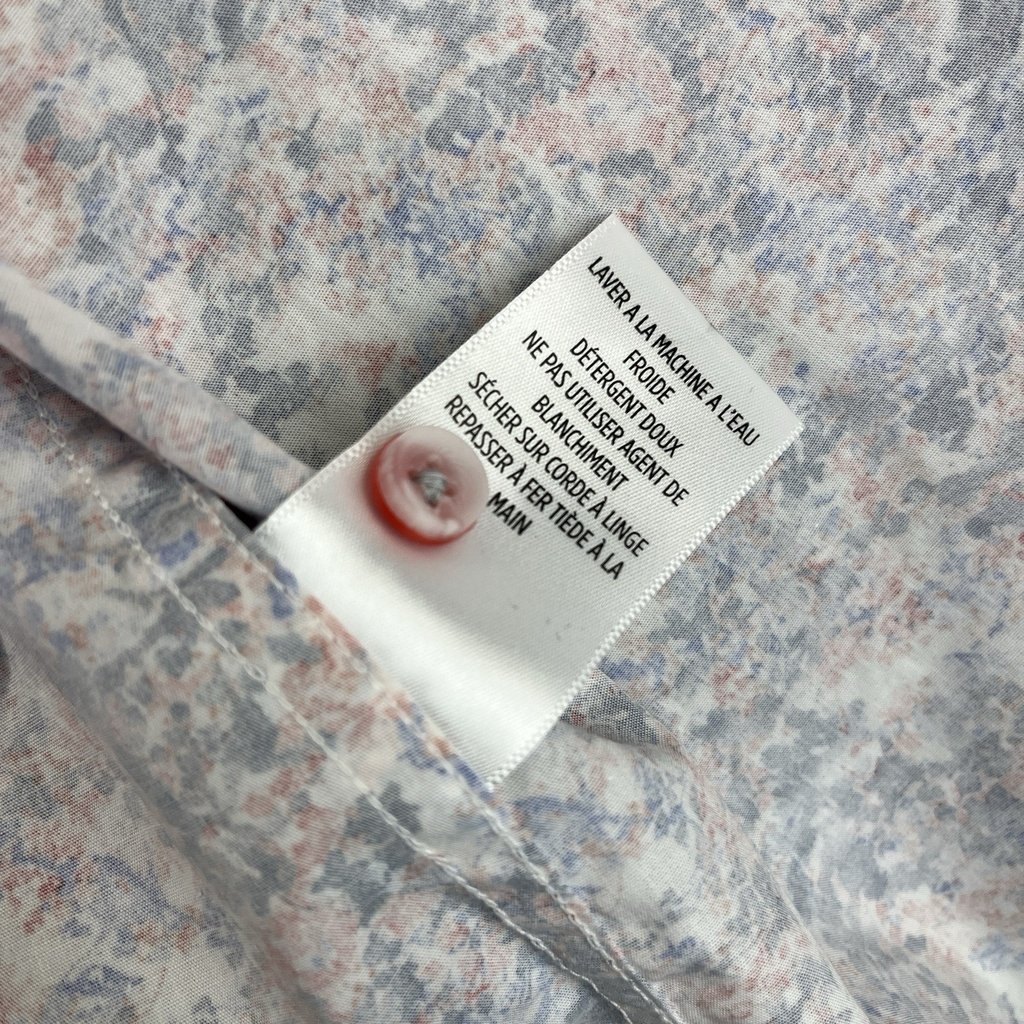 LAVER A LA MACHINE A L'EAU
FROIDE
DÉTERGENT DOUX
NE PAS UTILISER AGENT DE
BLANCHIMENT
SÉCHER SUR CORDE À LINGE
REPASSER À FER TIÈDE À LA
MAIN